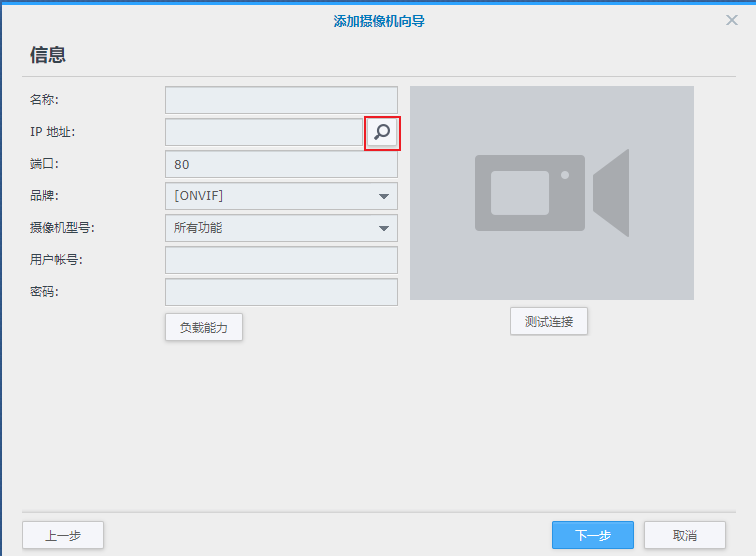 添加摄像机向导
信息
名称:
IP 地址:
端口: 80
品牌: [ONVIF]
摄像机型号: 所有功能
用户帐号:
密码:
负载能力
测试连接
上一步 下一步 取消